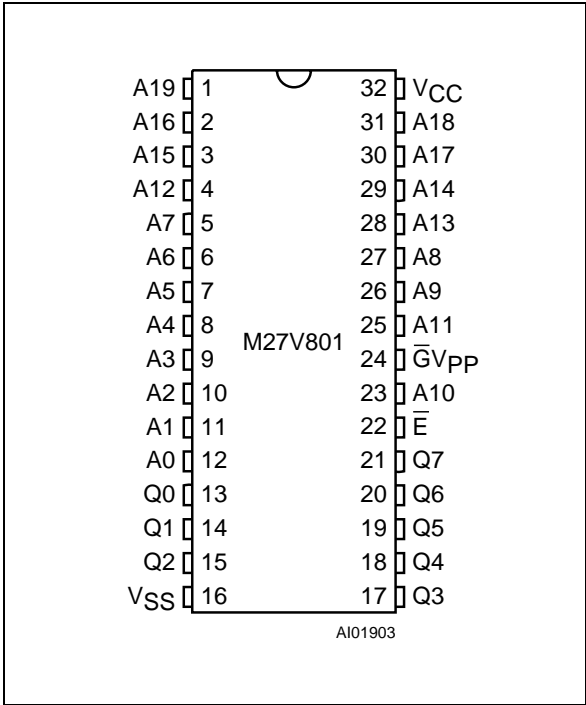 A19 1 32 VCC
A16 2 31 A18
A15 3 30 A17
A12 4 29 A14
A7 5 28 A13
A6 6 27 A8
A5 7 26 A9
A4 8 25 A11
M27V801
A3 9 24 G̅VPP
A2 10 23 A10
A1 11 22 E̅
A0 12 21 Q7
Q0 13 20 Q6
Q1 14 19 Q5
Q2 15 18 Q4
VSS 16 17 Q3
AI01903